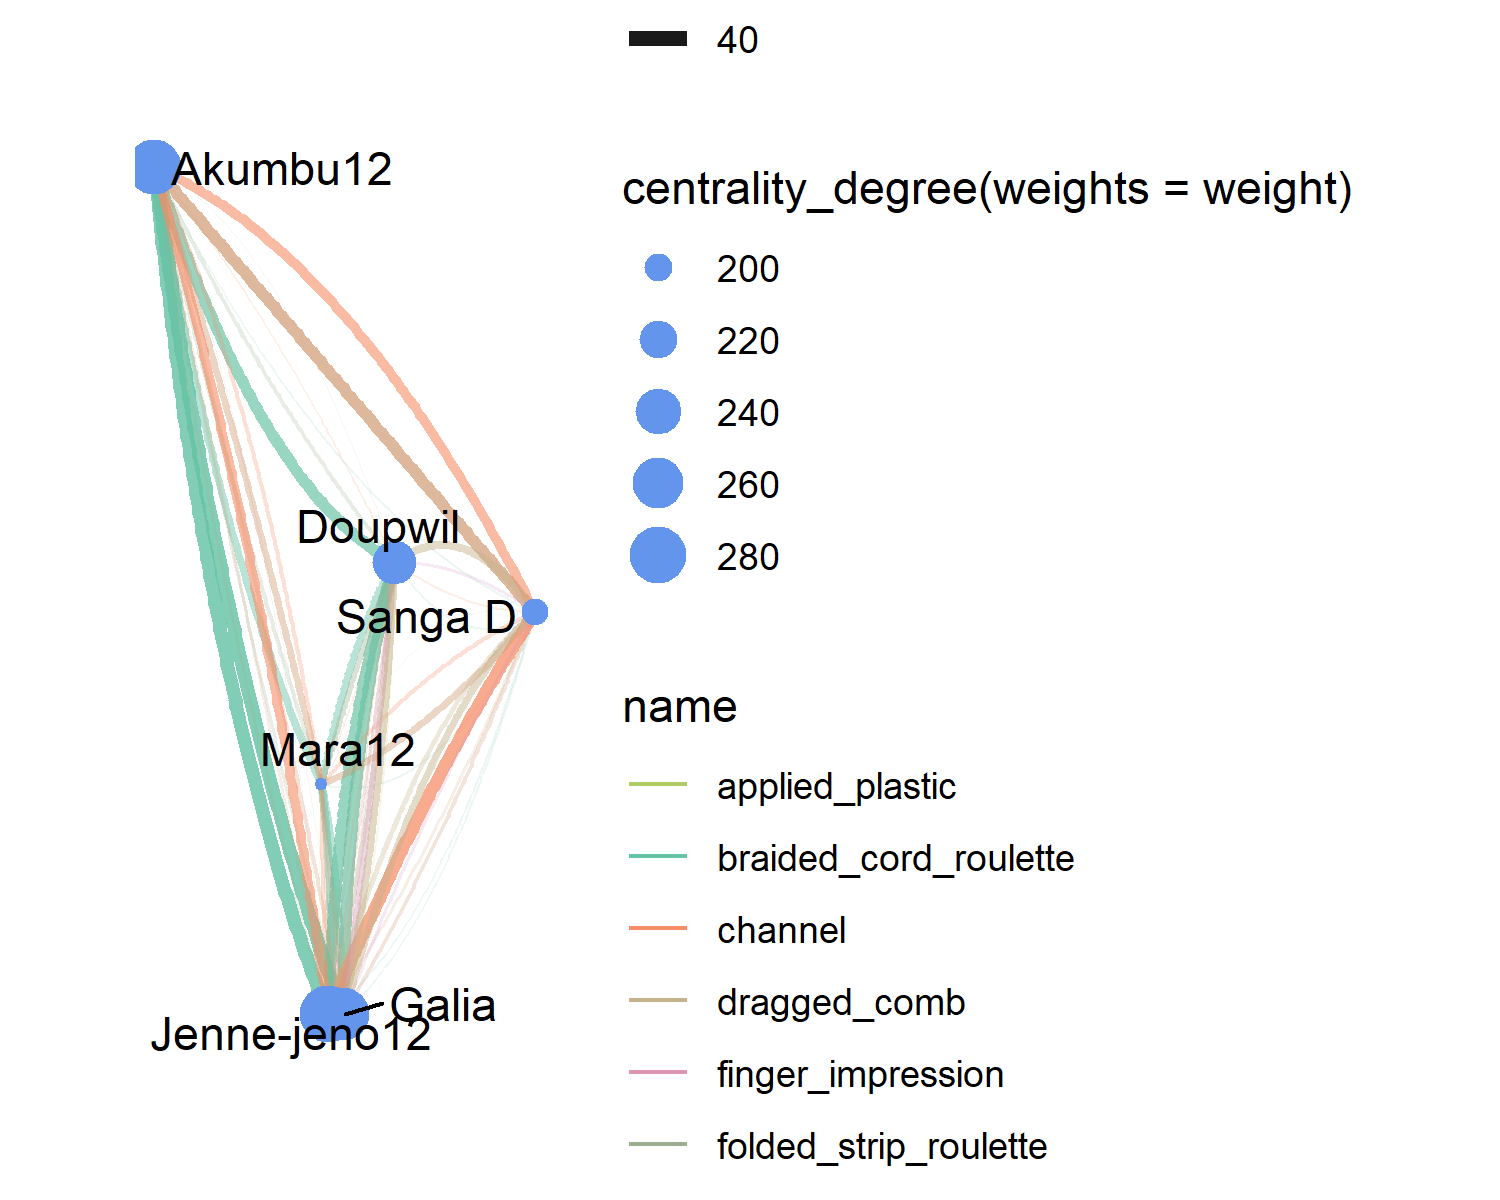 40
Akumbu12
centrality_degree(weights = weight)
200
220
240
260
280
Doupwil
Sanga D
Mara12
Galia
Jenne-jeno12
name
applied_plastic
braided_cord_roulette
channel
dragged_comb
finger_impression
folded_strip_roulette